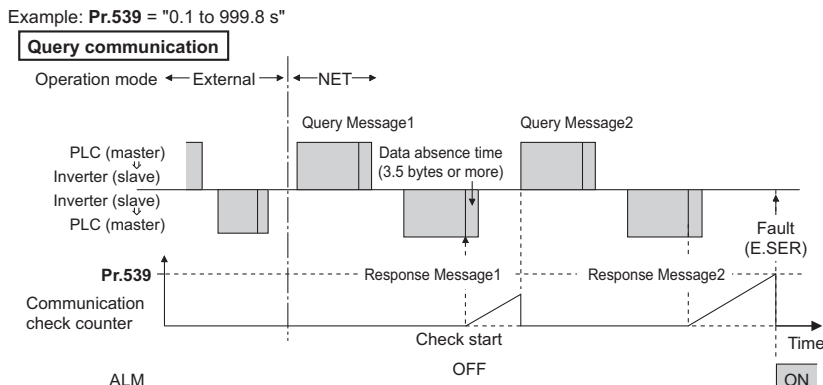 Example: Pr.539 = "0.1 to 999.8 s"
Query communication
Operation mode External NET
Query Message1 Query Message2
PLC (master)
Inverter (slave)
Data absence time
(3.5 bytes or more)
Inverter (slave)
PLC (master)
Fault
(E.SER)
Pr.539 Response Message1 Response Message2
Communication
check counter
Check start
Time
OFF
ALM ON